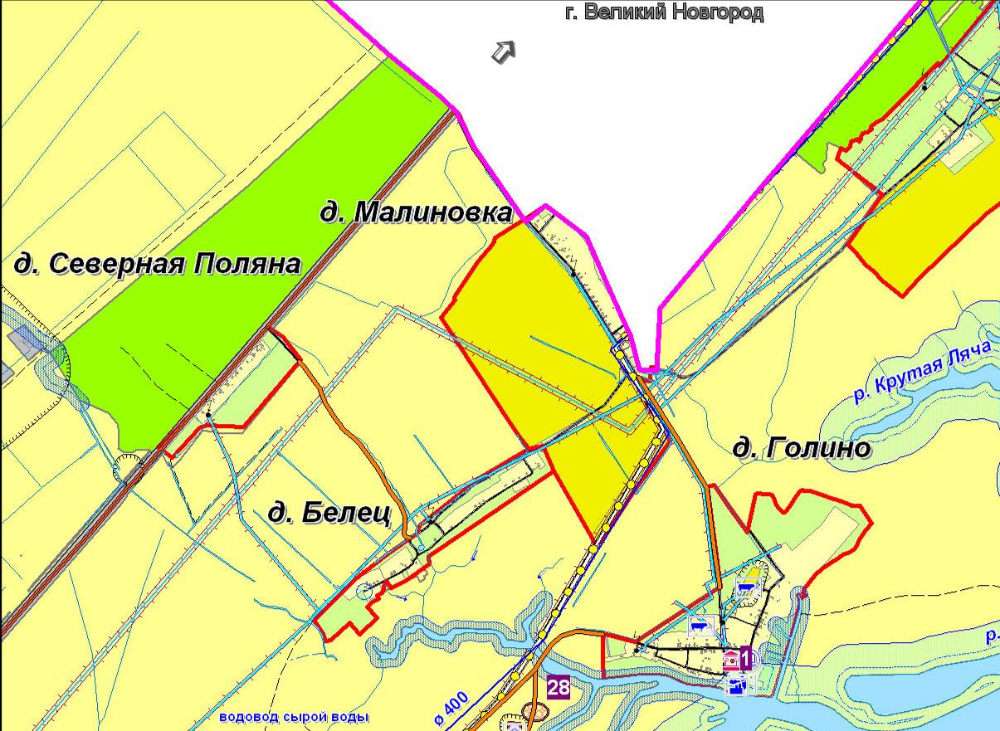 г. Великий Новгород
д. Малиновка
д. Северная Поляна
р. Крутая Ляча
д. Голино
д. Белец
р.
1
28
ø 400
водовод сырой воды